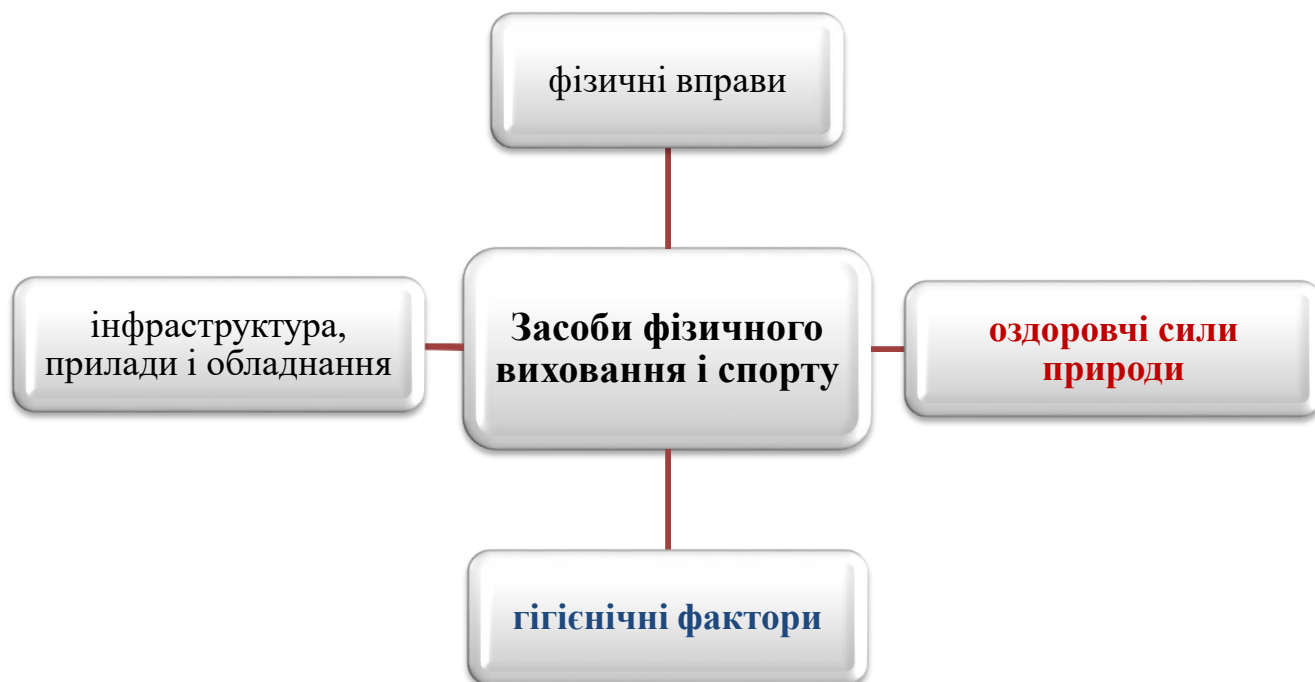 фізичні вправи
інфраструктура,
прилади і обладнання
Засоби фізичного
виховання і спорту
оздоровчі сили
природи
гігієнічні фактори